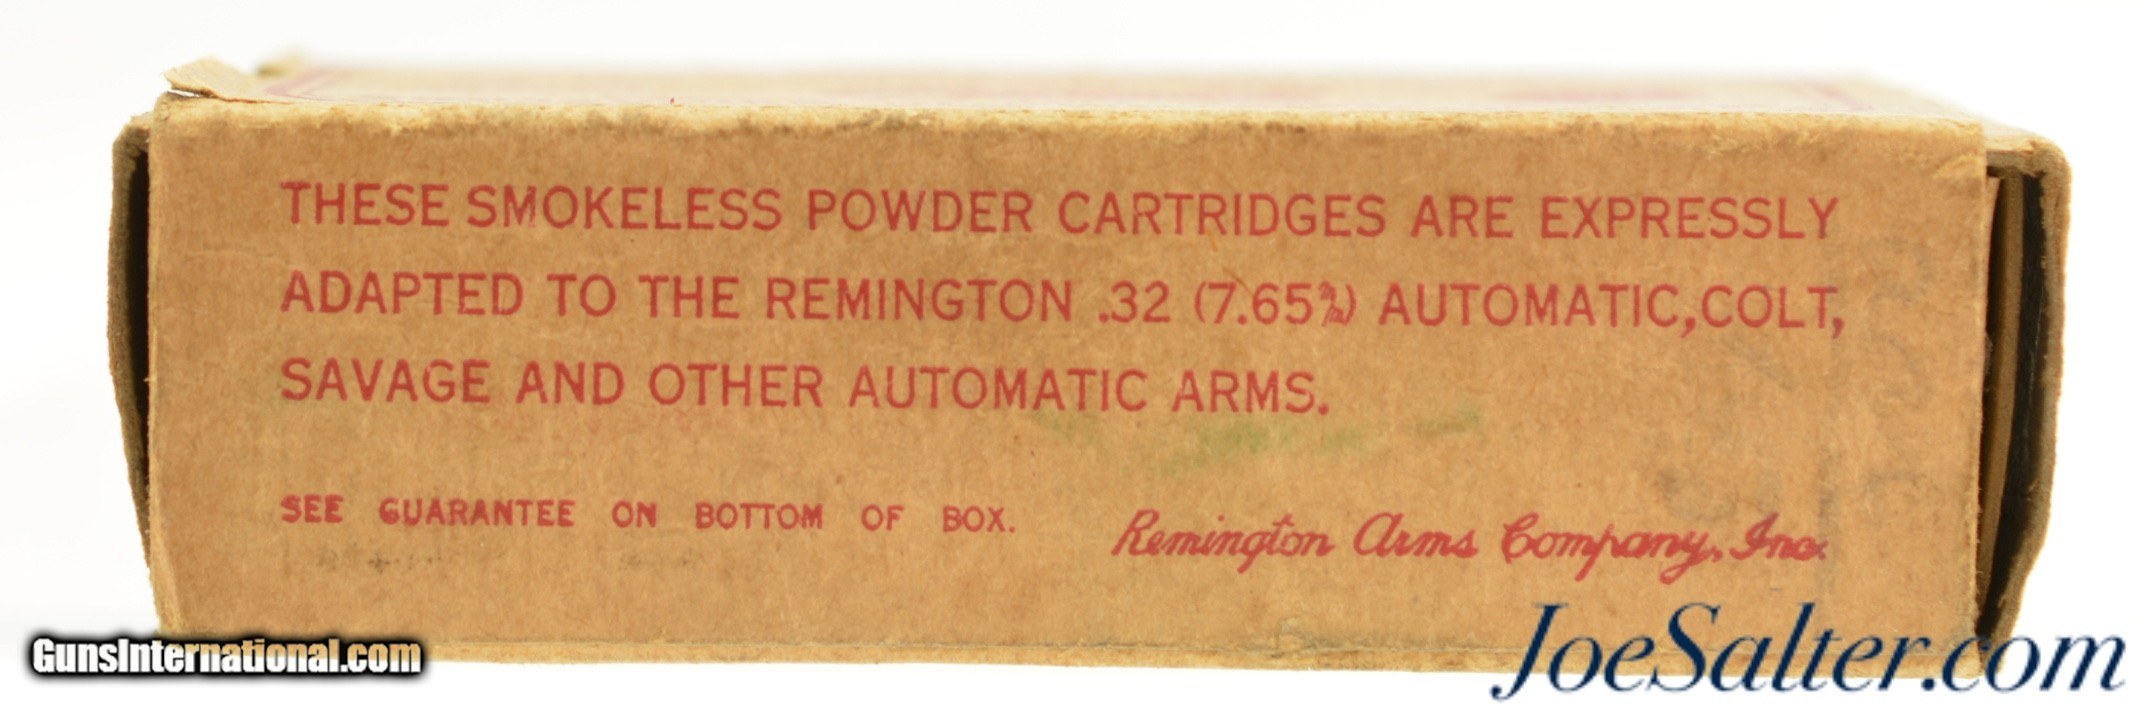 THESE SMOKELESS POWDER CARTRIDGES ARE EXPRESSLY
ADAPTED TO THE REMINGTON .32 (7.65 m/m) AUTOMATIC, COLT,
SAVAGE AND OTHER AUTOMATIC ARMS.
SEE GUARANTEE ON BOTTOM OF BOX.
Remington Arms Company, Inc.
GunsInternational.com
JoeSalter.com